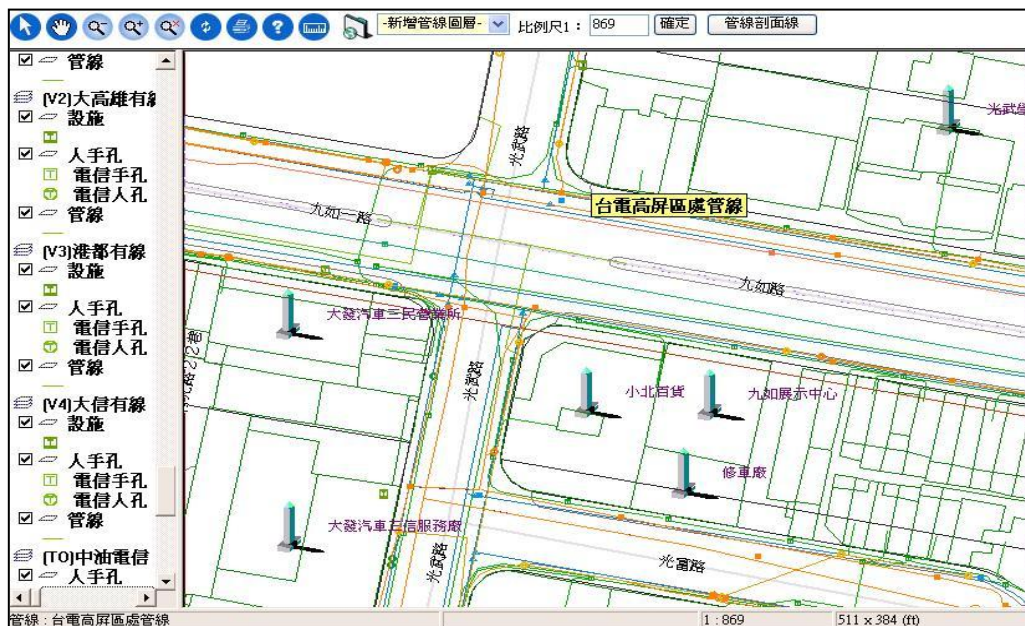 -新增管線圖層-
比例尺1：
869
確定
管線剖面線
管線
(V2)大高雄有線
設施
人手孔
電信手孔
電信人孔
管線
(V3)港都有線
設施
人手孔
電信手孔
電信人孔
管線
(V4)大信有線
設施
人手孔
電信手孔
電信人孔
管線
(TO)中油電信
人手孔
光武路
九如一路
台電高屏區處管線
九如路
大發汽車三民營業所
光武路
小北百貨
九如展示中心
修車廠
大發汽車三信服務廠
光武路
光富路
管線 : 台電高屏區處管線
1 : 869
511 x 384 (ft)